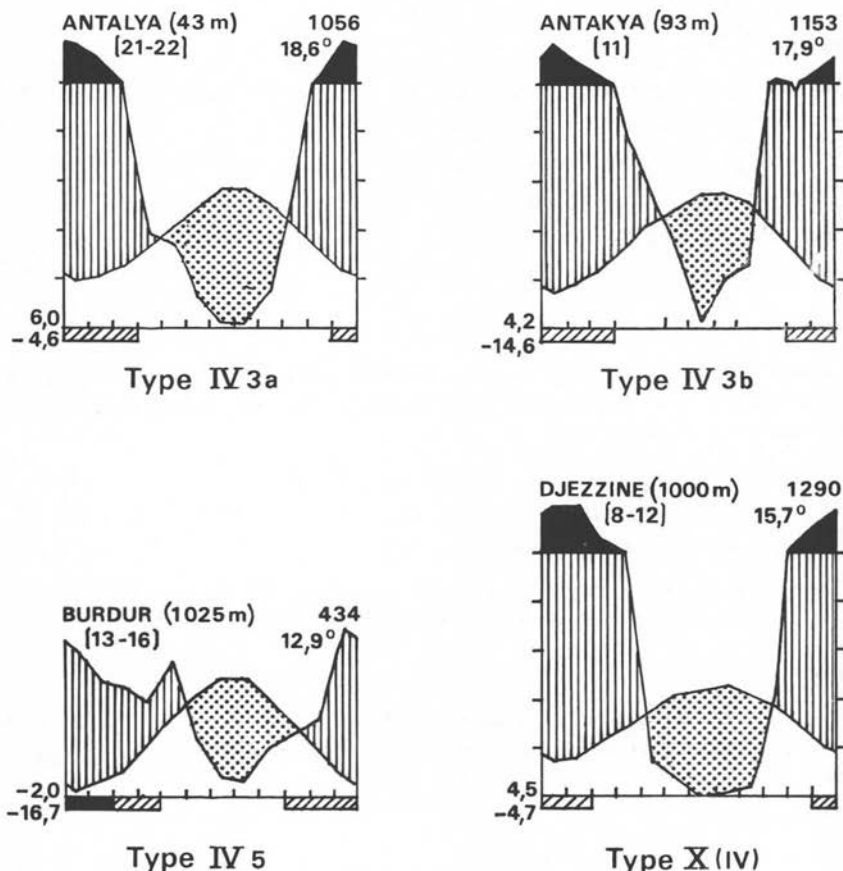 ANTALYA (43 m) 1056
[21-22] 18,6°
6,0
-4,6
Type IV 3a
ANTAKYA (93 m) 1153
[11] 17,9°
4,2
-14,6
Type IV 3b
BURDUR (1025 m) 434
[13-16] 12,9°
-2,0
-16,7
Type IV 5
DJEZZINE (1000 m) 1290
[8-12] 15,7°
4,5
-4,7
Type X (IV)